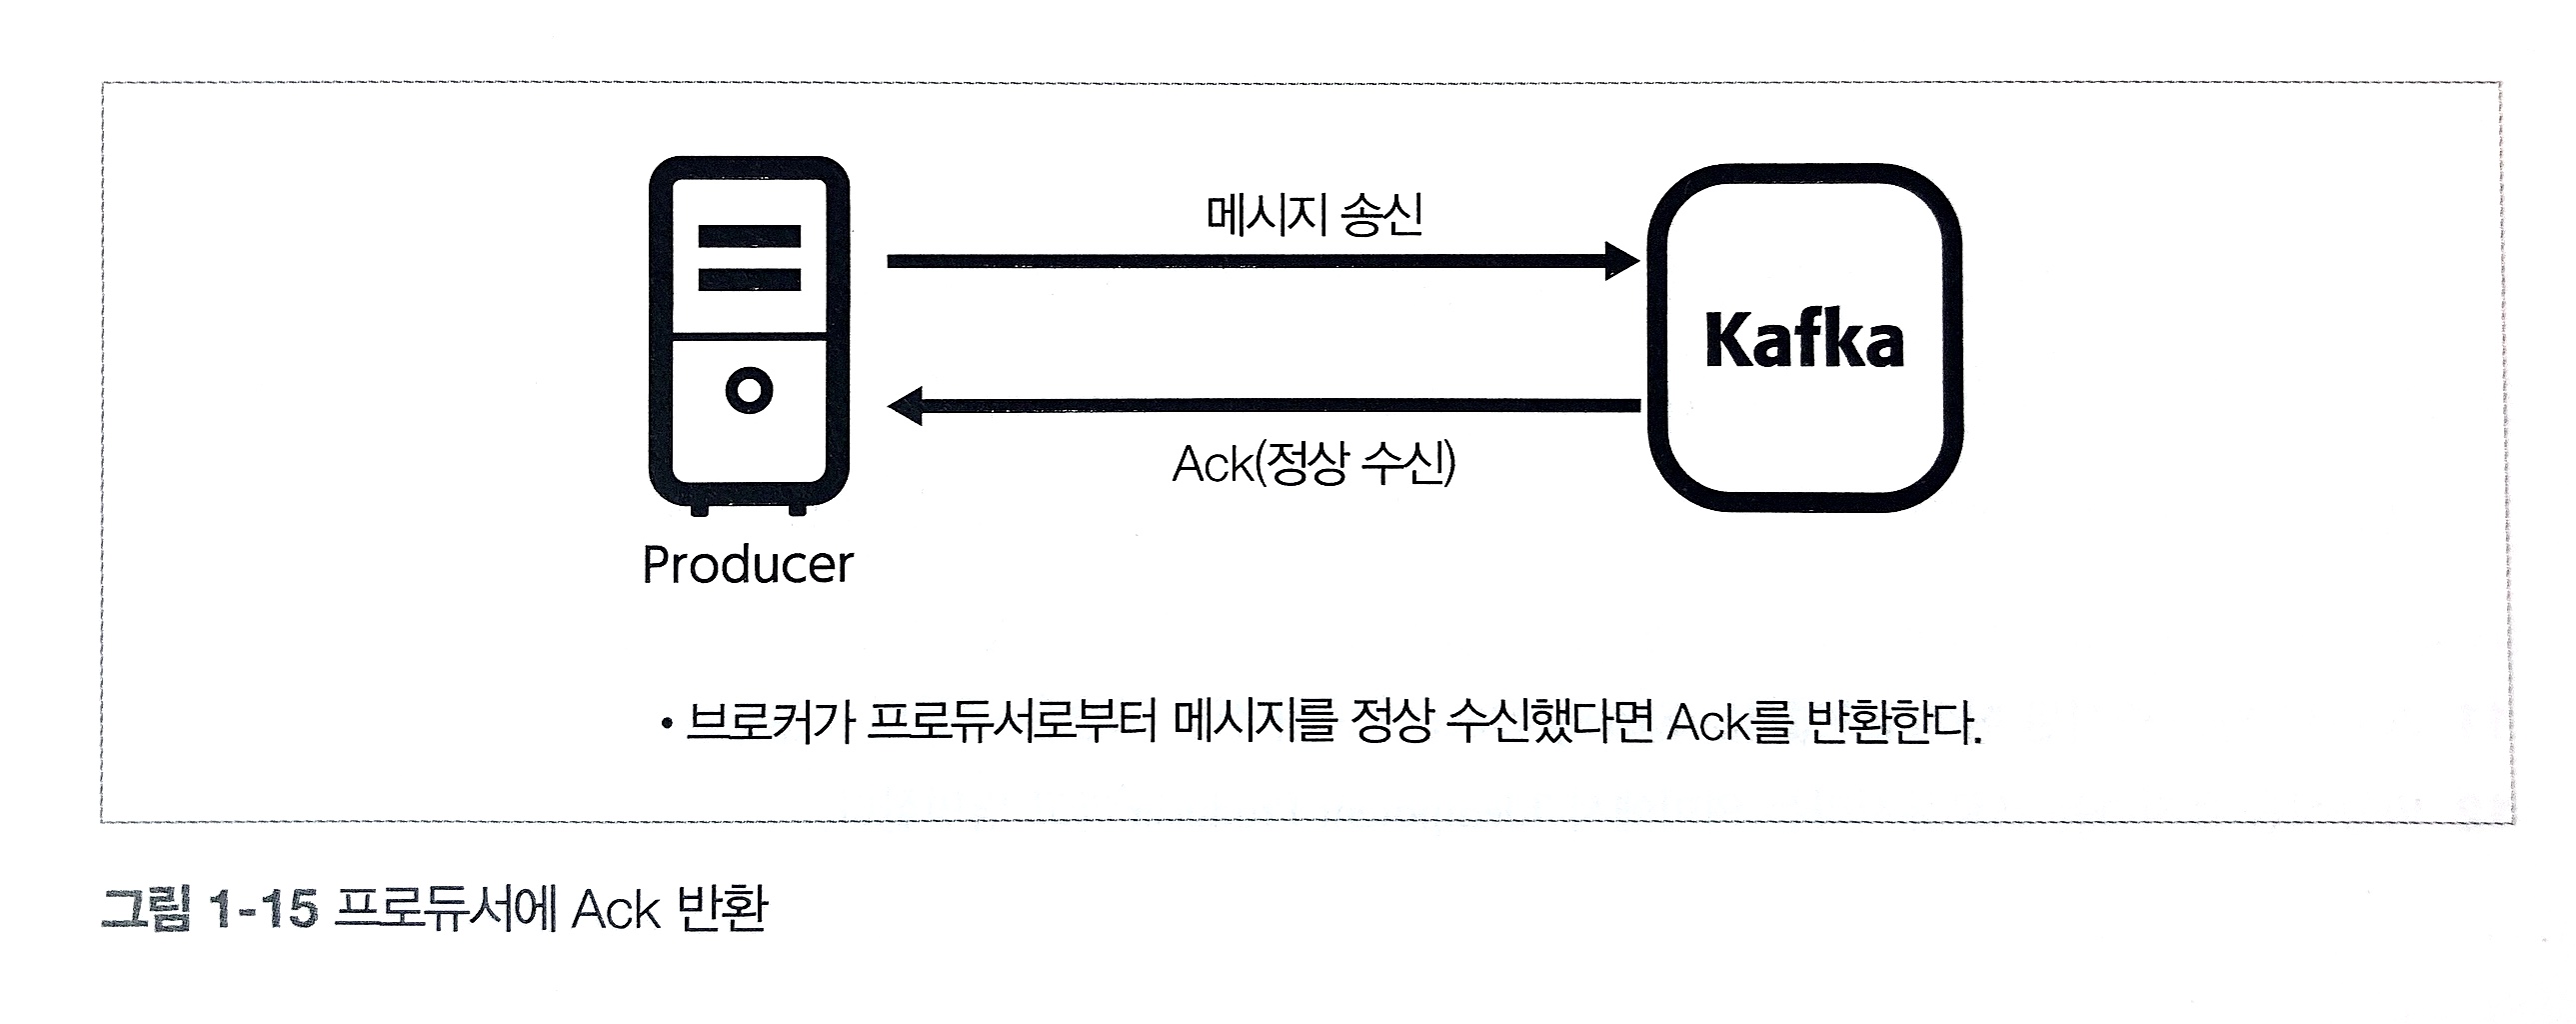 메시지 송신
Kafka
Ack(정상 수신)
Producer
• 브로커가 프로듀서로부터 메시지를 정상 수신했다면 Ack를 반환한다.
그림 1-15 프로듀서에 Ack 반환